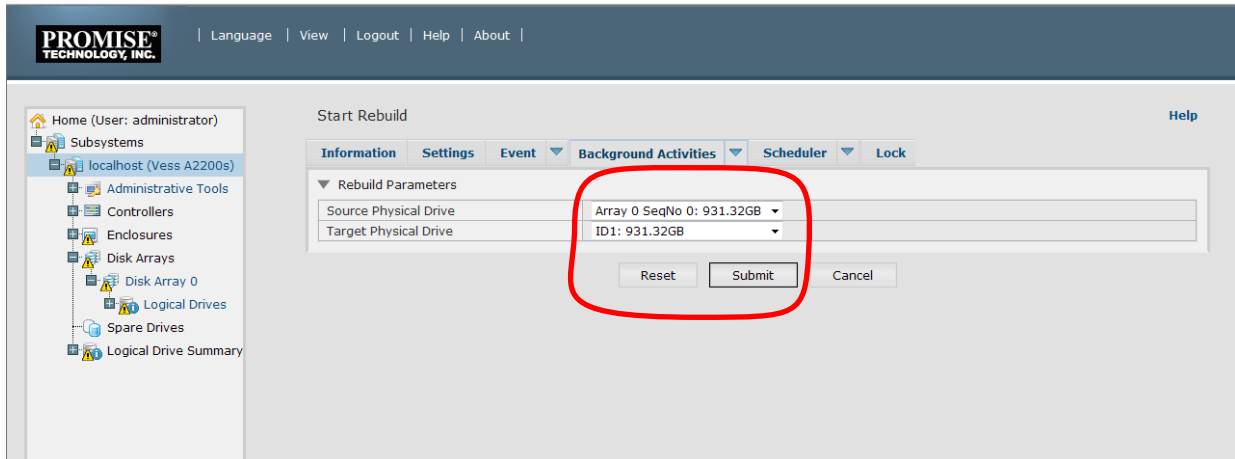 PROMISE®
TECHNOLOGY, INC.
| Language | View | Logout | Help | About |
Home (User: administrator)
Subsystems
localhost (Vess A2200s)
Administrative Tools
Controllers
Enclosures
Disk Arrays
Disk Array 0
Logical Drives
Spare Drives
Logical Drive Summary
Start Rebuild
Help
Information Settings Event Background Activities Scheduler Lock
Rebuild Parameters
Source Physical Drive Array 0 SeqNo 0: 931.32GB
Target Physical Drive ID1: 931.32GB
Reset Submit Cancel